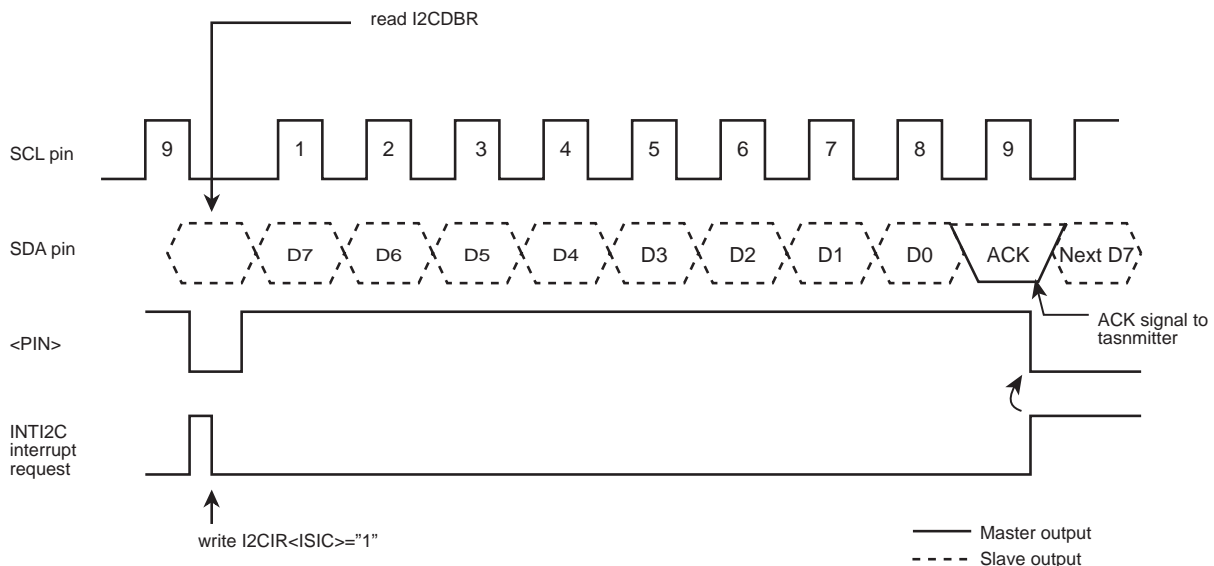 read I2CDBR
SCL pin
9 1 2 3 4 5 6 7 8 9
SDA pin
D7 D6 D5 D4 D3 D2 D1 D0 ACK Next D7
ACK signal to
tasnmitter
<PIN>
INTI2C
interrupt
request
write I2CIR<ISIC>=”1”
Master output
Slave output